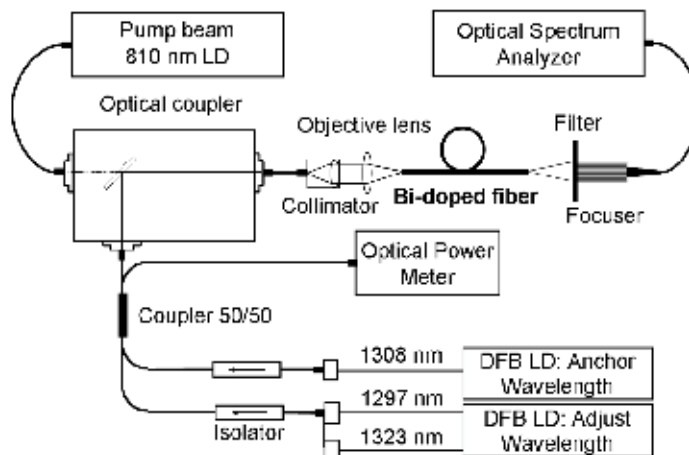 Pump beam
810 nm LD
Optical Spectrum
Analyzer
Optical coupler
Objective lens
Filter
Collimator
Bi-doped fiber
Focuser
Optical Power
Meter
Coupler 50/50
1308 nm
DFB LD: Anchor
Wavelength
1297 nm
DFB LD: Adjust
Wavelength
Isolator
1323 nm